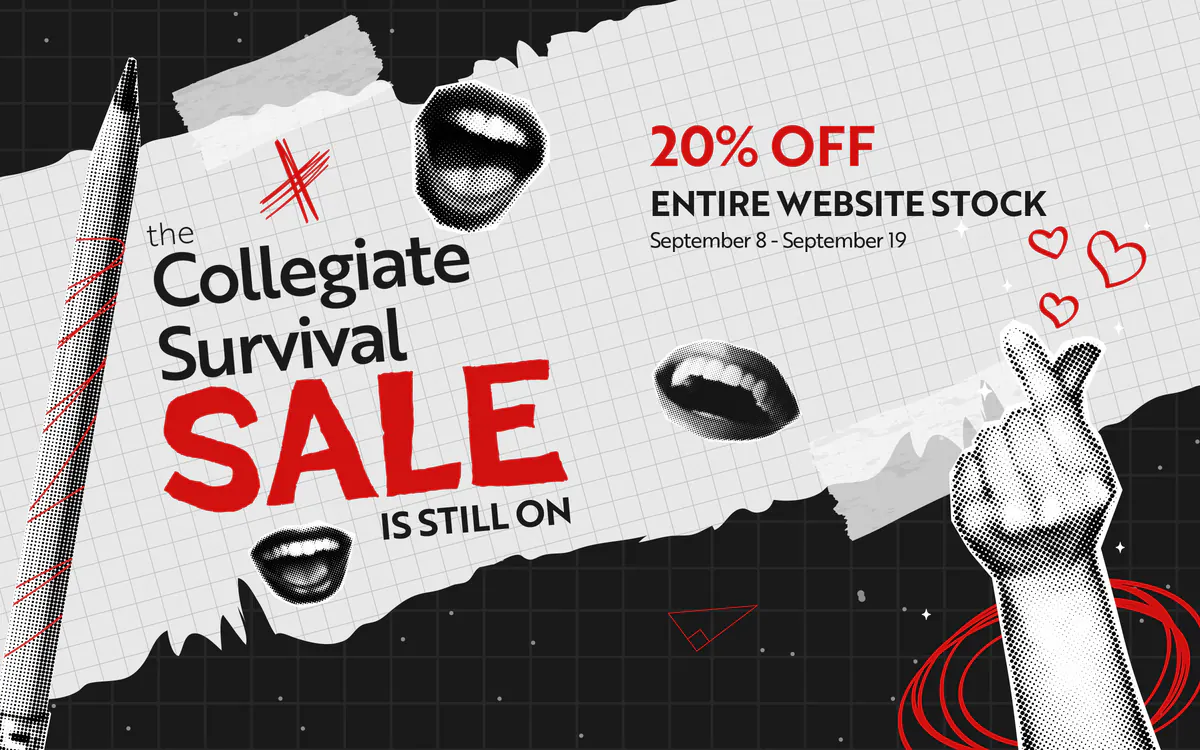 the
Collegiate
Survival
SALE
IS STILL ON
20% OFF
ENTIRE WEBSITE STOCK
September 8 - September 19